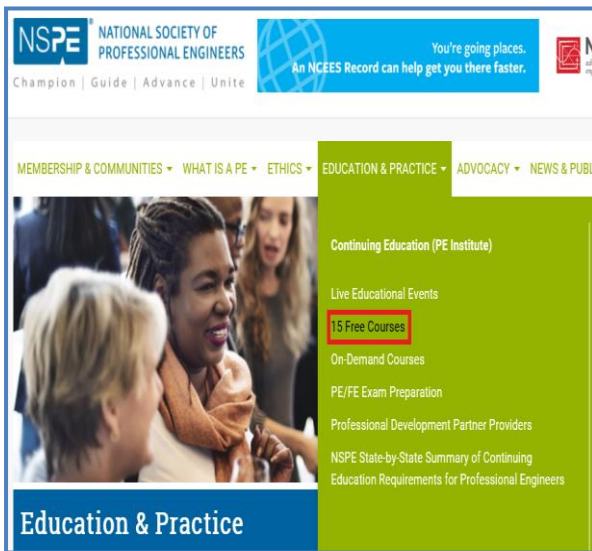 NSPE
NATIONAL SOCIETY OF
PROFESSIONAL ENGINEERS
Champion | Guide | Advance | Unite
You're going places.
An NCEES Record can help get you there faster.
MEMBERSHIP & COMMUNITIES
WHAT IS A PE
ETHICS
EDUCATION & PRACTICE
ADVOCACY
NEWS & PUBL
Continuing Education (PE Institute)
Live Educational Events
15 Free Courses
On-Demand Courses
PE/FE Exam Preparation
Professional Development Partner Providers
NSPE State-by-State Summary of Continuing
Education Requirements for Professional Engineers
Education & Practice